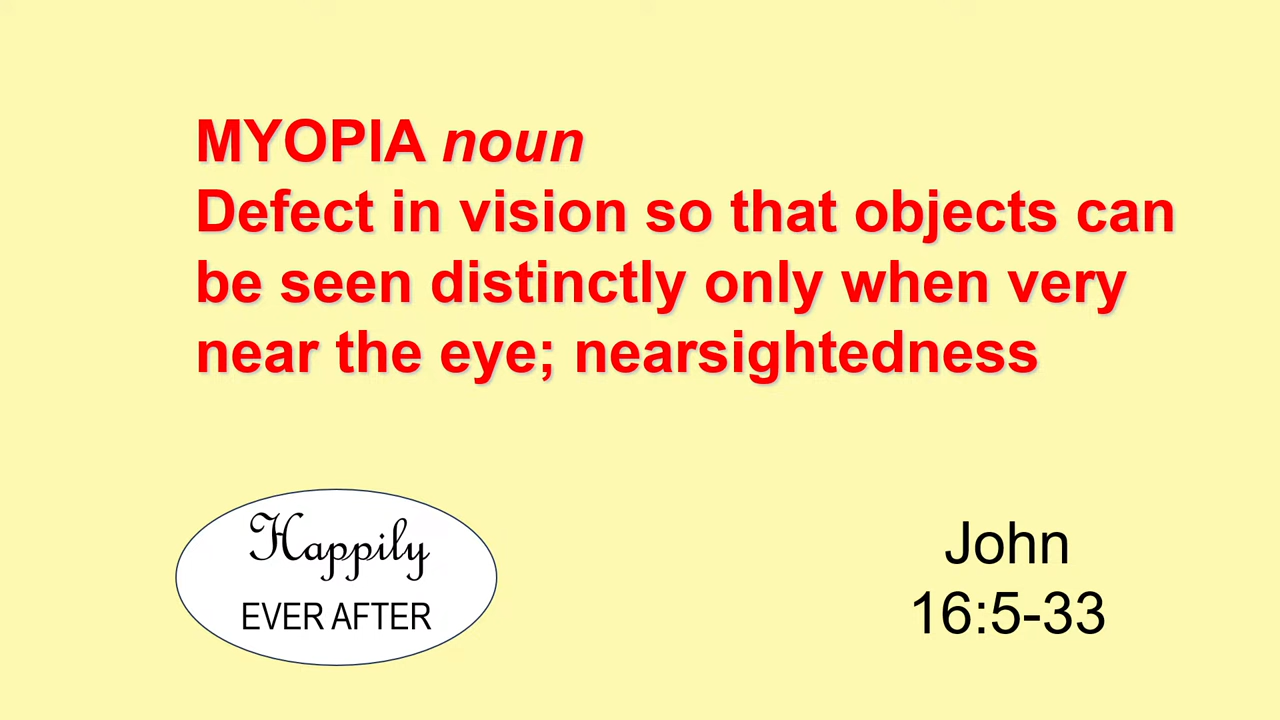 MYOPIA noun
Defect in vision so that objects can
be seen distinctly only when very
near the eye; nearsightedness
Happily
EVER AFTER
John
16:5-33